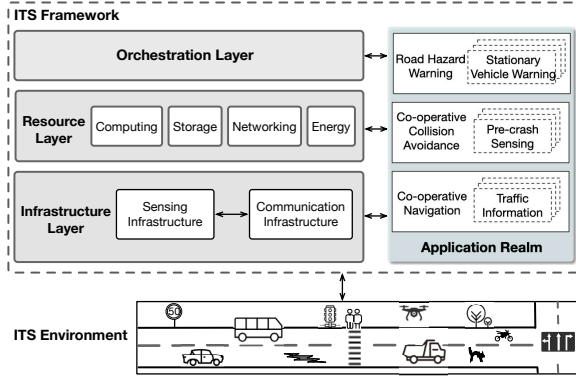 ITS Framework
Orchestration Layer
Road Hazard
Warning
Stationary
Vehicle Warning
Resource
Layer
Computing
Storage
Networking
Energy
Co-operative
Collision
Avoidance
Pre-crash
Sensing
Infrastructure
Layer
Sensing
Infrastructure
Communication
Infrastructure
Co-operative
Navigation
Traffic
Information
Application Realm
ITS Environment
50